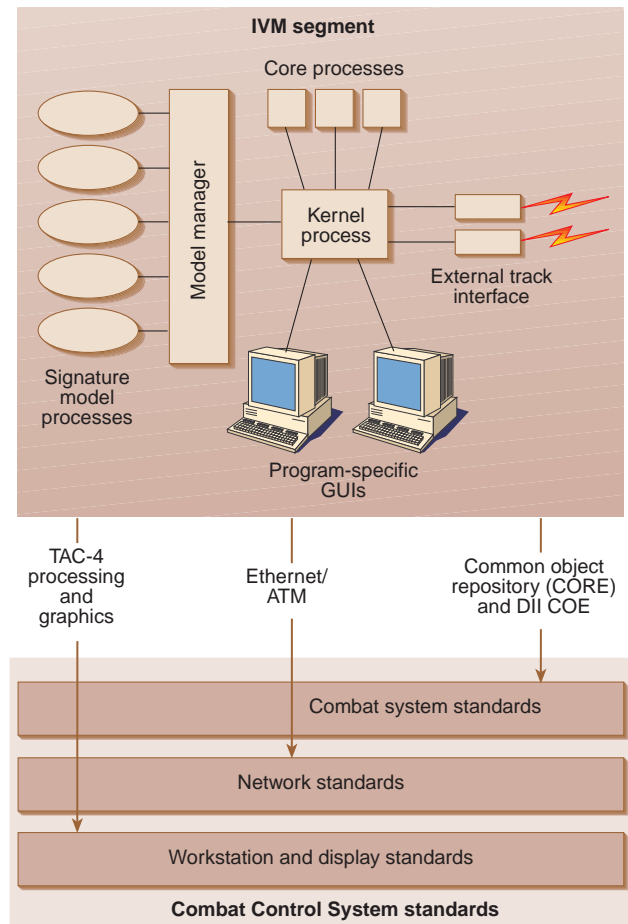 IVM segment
Core processes
Model manager
Kernel
process
External track
interface
Signature
model
processes
Program-specific
GUIs
TAC-4
processing
and
graphics
Ethernet/
ATM
Common object
repository (CORE)
and DII COE
Combat system standards
Network standards
Workstation and display standards
Combat Control System standards